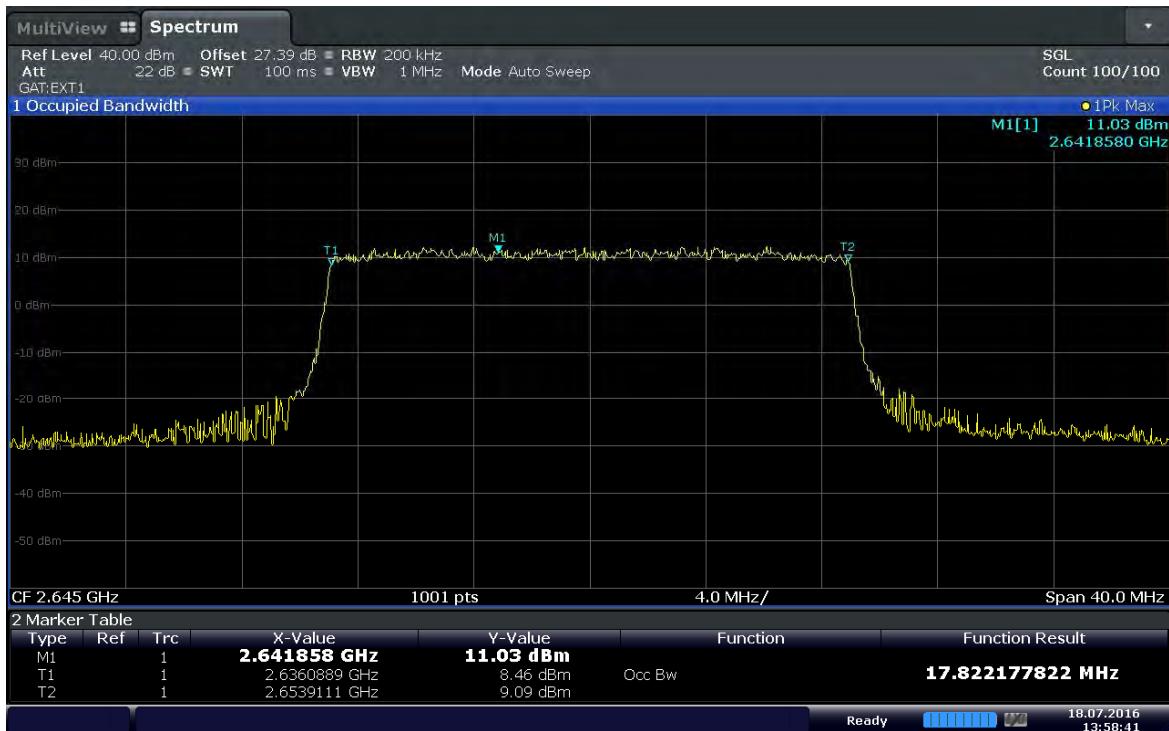 MultiView Spectrum
Ref Level 40.00 dBm Offset 27.39 dB RBW 200 kHz SGL
Att 22 dB SWT 100 ms VBW 1 MHz Mode Auto Sweep Count 100/100
GAT:EXT1
1 Occupied Bandwidth 1Pk Max
M1[1] 11.03 dBm
2.6418580 GHz
30 dBm
20 dBm
M1
T1 T2
10 dBm
0 dBm
-10 dBm
-20 dBm
-40 dBm
-50 dBm
CF 2.645 GHz 1001 pts 4.0 MHz/ Span 40.0 MHz
2 Marker Table
Type Ref Trc X-Value Y-Value Function Function Result
M1 1 2.641858 GHz 11.03 dBm
T1 1 2.6360889 GHz 8.46 dBm Occ Bw 17.822177822 MHz
T2 1 2.6539111 GHz 9.09 dBm
Ready 18.07.2016
13:58:41